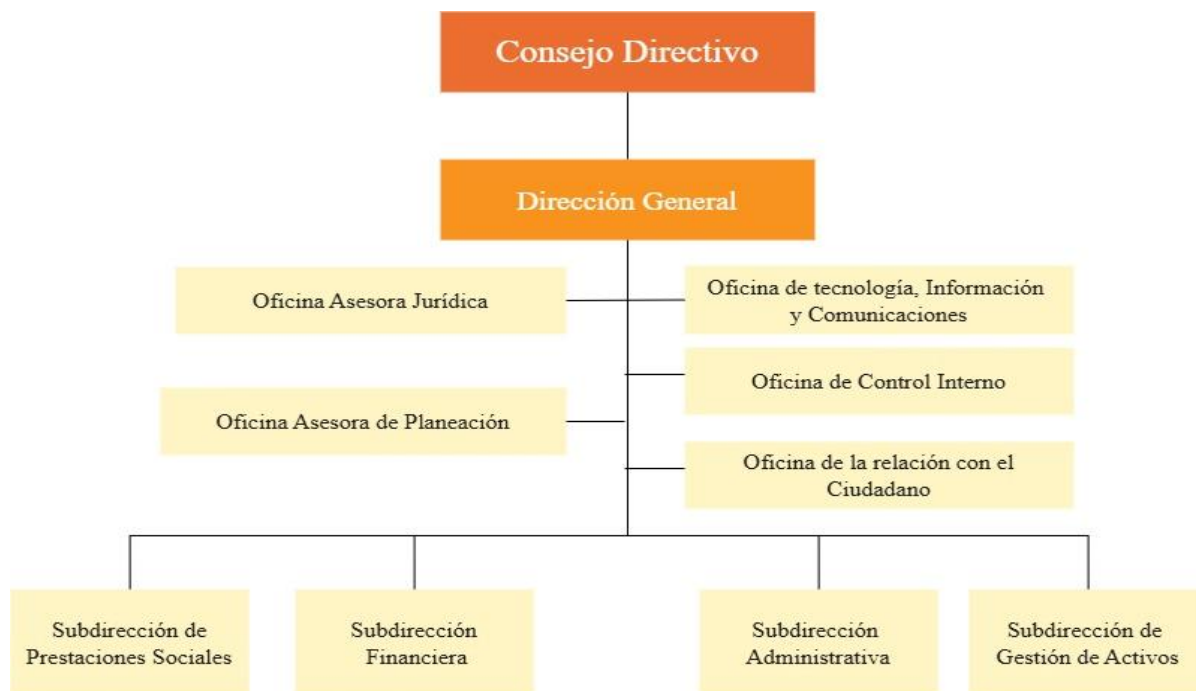 Consejo Directivo
Dirección General
Oficina Asesora Jurídica
Oficina de tecnología, Información
y Comunicaciones
Oficina de Control Interno
Oficina Asesora de Planeación
Oficina de la relación con el
Ciudadano
Subdirección de
Prestaciones Sociales
Subdirección
Financiera
Subdirección
Administrativa
Subdirección de
Gestión de Activos